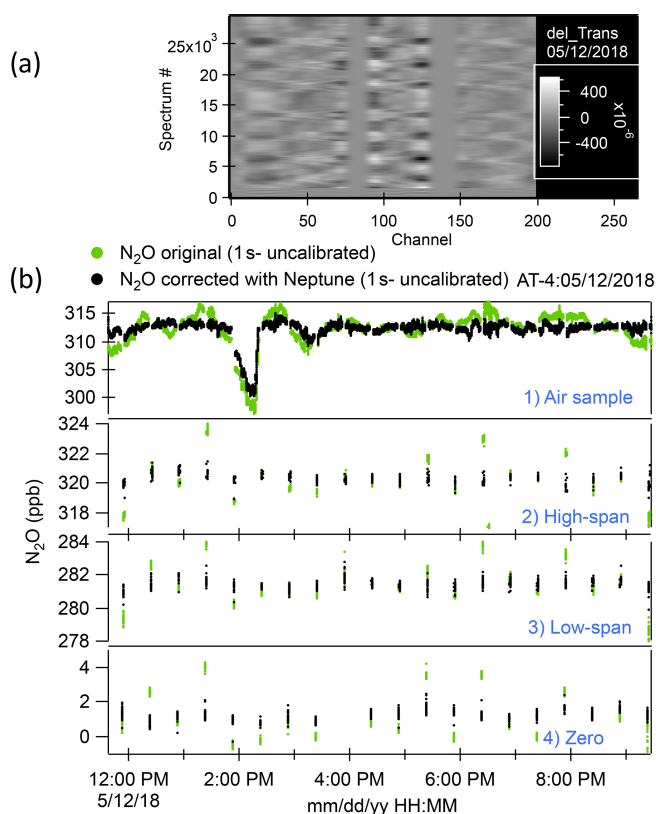 (a)
Spectrum #
25x10³
20
15
10
5
0
0
50
100
150
200
250
Channel
del_Trans
05/12/2018
400
0
-400
x10⁻⁶
N₂O original (1 s- uncalibrated)
(b)
N₂O corrected with Neptune (1 s- uncalibrated) AT-4:05/12/2018
N₂O (ppb)
315
310
305
300
1) Air sample
324
322
320
318
2) High-span
284
282
280
278
3) Low-span
4
2
0
4) Zero
12:00 PM
2:00 PM
4:00 PM
6:00 PM
8:00 PM
5/12/18
mm/dd/yy HH:MM